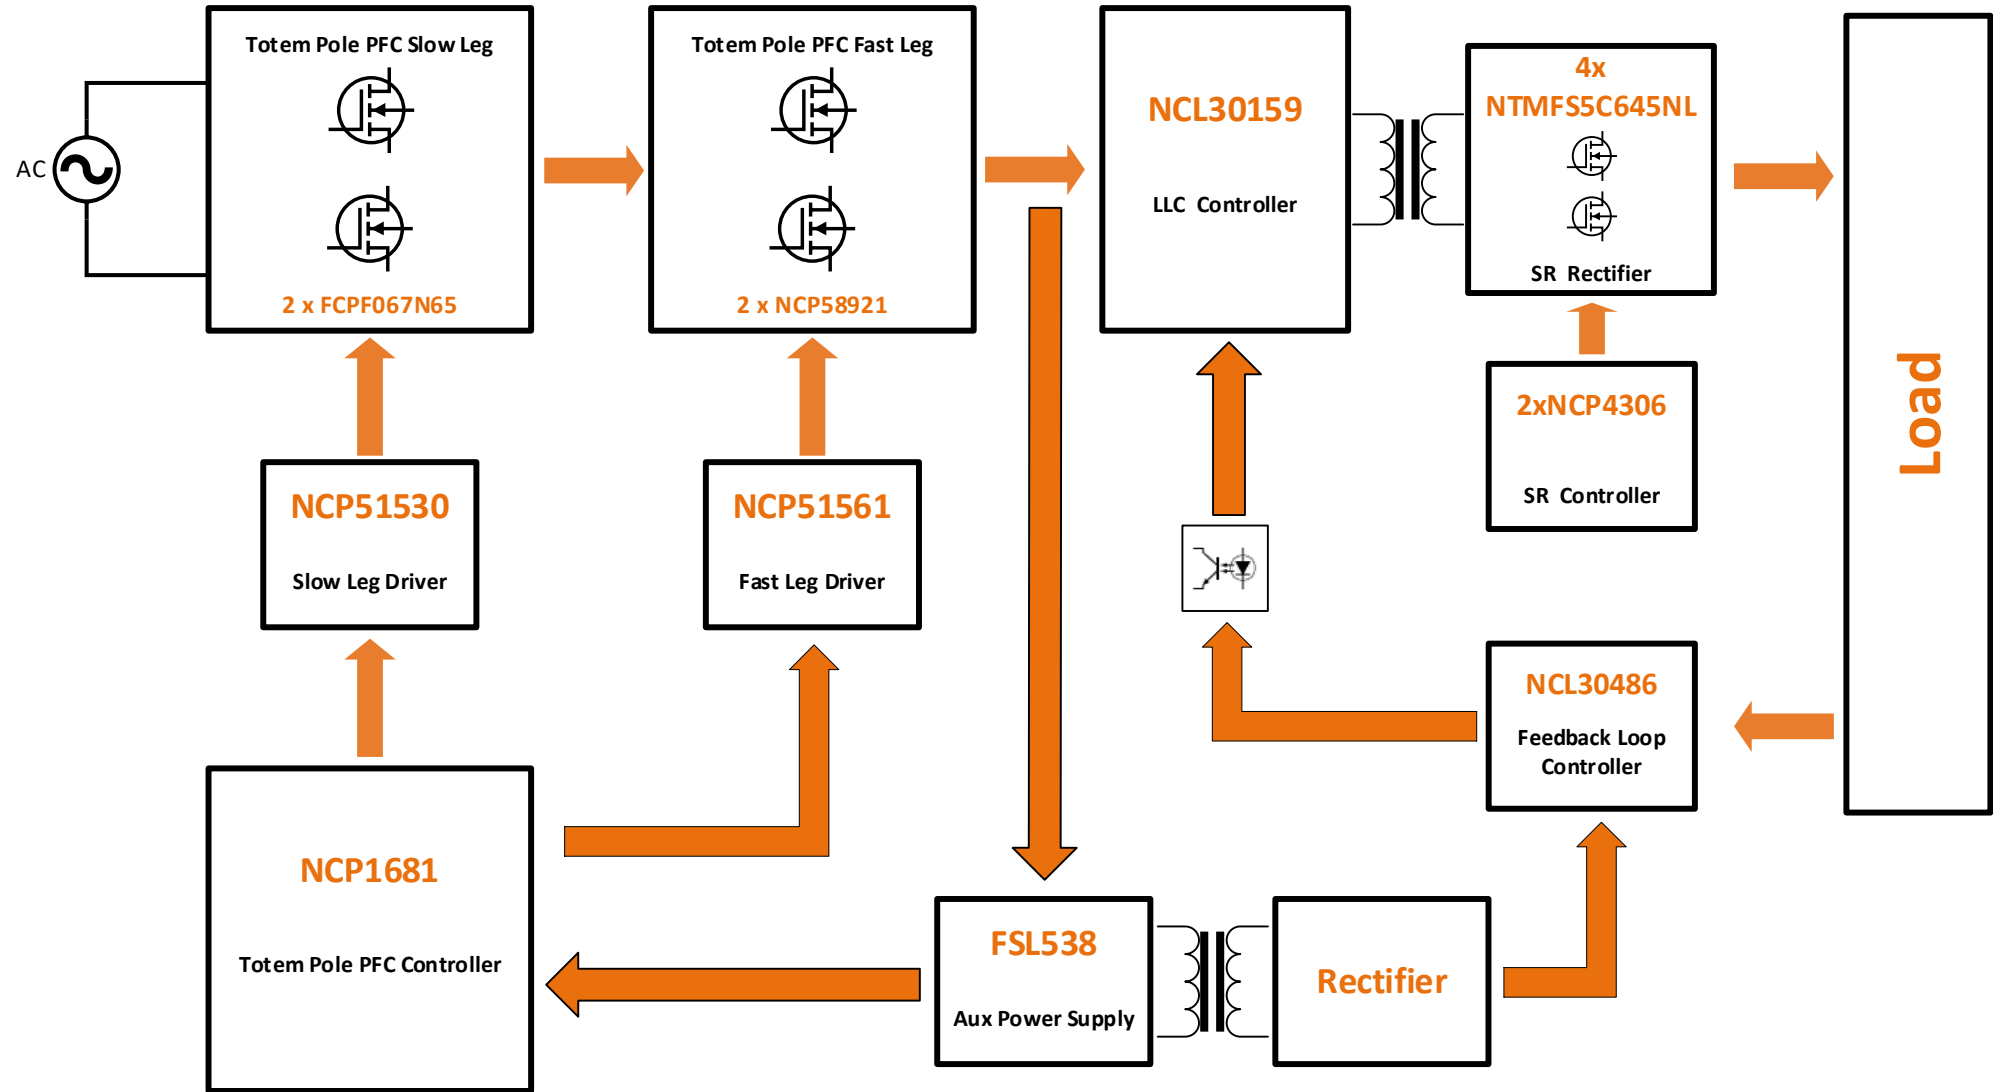 Totem Pole PFC Slow Leg
2 x FCPF067N65
AC
Totem Pole PFC Fast Leg
2 x NCP58921
NCL30159
LLC Controller
4x
NTMFS5C645NL
SR Rectifier
Load
2xNCP4306
SR Controller
NCP51530
Slow Leg Driver
NCP51561
Fast Leg Driver
NCL30486
Feedback Loop
Controller
NCP1681
Totem Pole PFC Controller
FSL538
Aux Power Supply
Rectifier